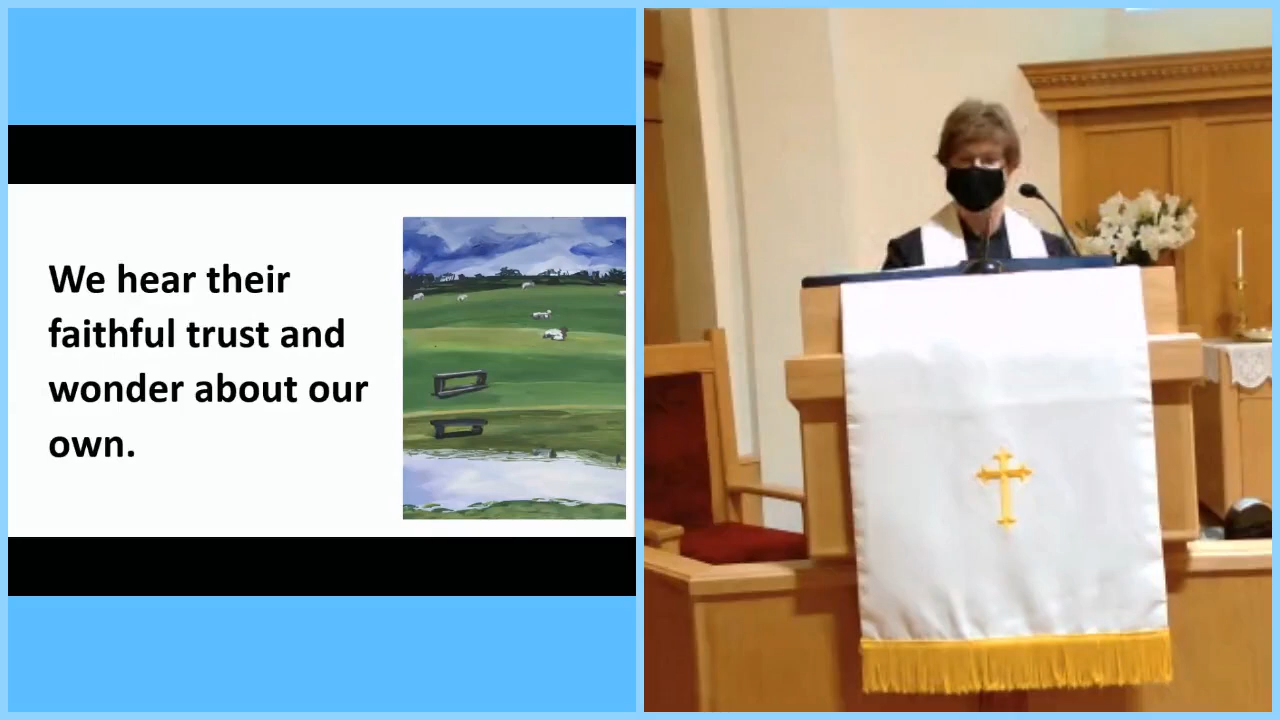 We hear their
faithful trust and
wonder about our
own.